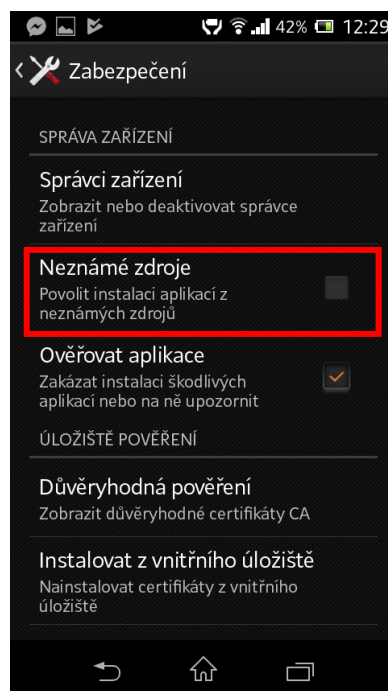 42% 12:29
Zabezpečení
SPRÁVA ZAŘÍZENÍ
Správci zařízení
Zobrazit nebo deaktivovat správce
zařízení
Neznámé zdroje
Povolit instalaci aplikací z
neznámých zdrojů
Ověřovat aplikace
Zakázat instalaci škodlivých
aplikací nebo na ně upozornit
ÚLOŽIŠTĚ POVĚŘENÍ
Důvěryhodná pověření
Zobrazit důvěryhodné certifikáty CA
Instalovat z vnitřního úložiště
Nainstalovat certifikáty z vnitřního
úložiště